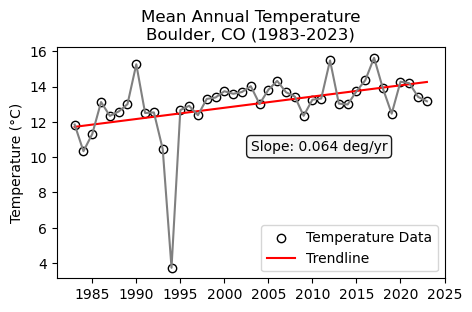 Mean Annual Temperature
Boulder, CO (1983-2023)
Temperature (°C)
16
14
12
10
8
6
4
Slope: 0.064 deg/yr
Temperature Data
Trendline
1985 1990 1995 2000 2005 2010 2015 2020 2025